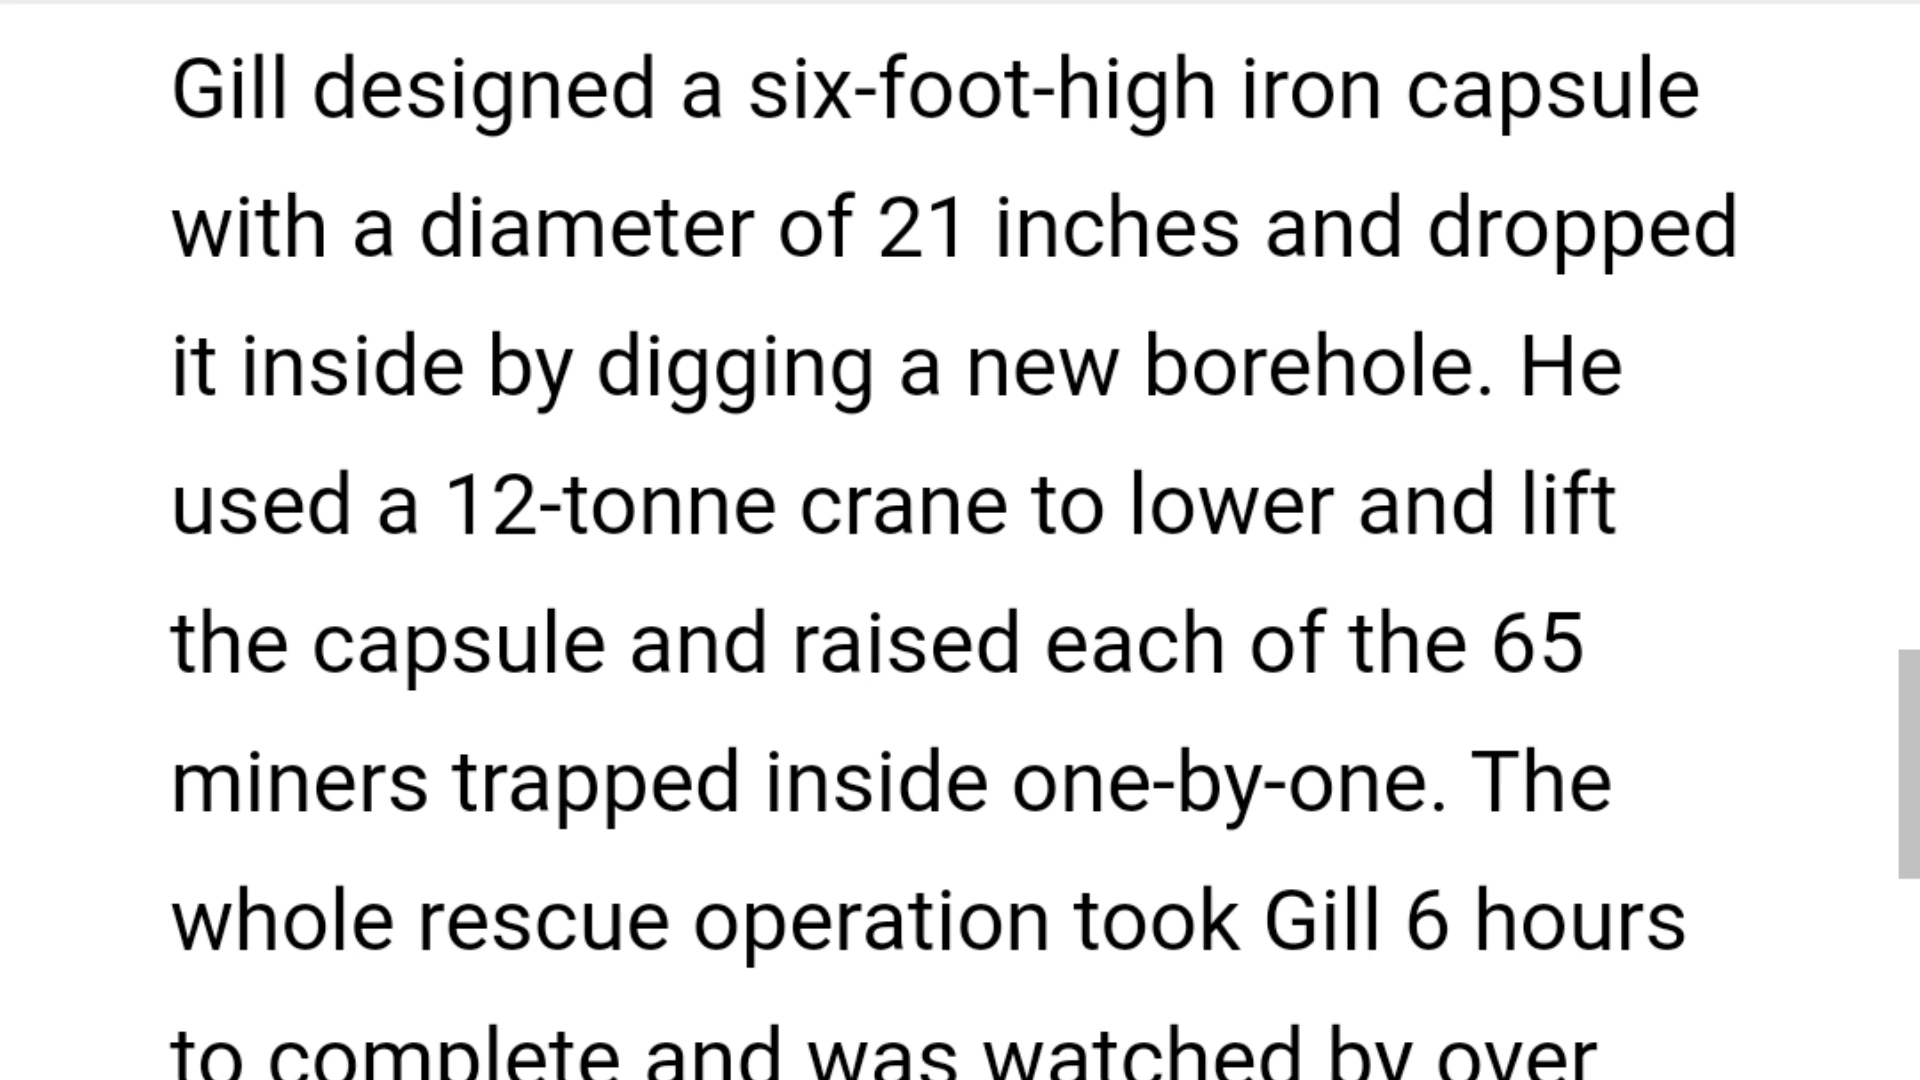 Gill designed a six-foot-high iron capsule
with a diameter of 21 inches and dropped
it inside by digging a new borehole. He
used a 12-tonne crane to lower and lift
the capsule and raised each of the 65
miners trapped inside one-by-one. The
whole rescue operation took Gill 6 hours
to complete and was watched by over